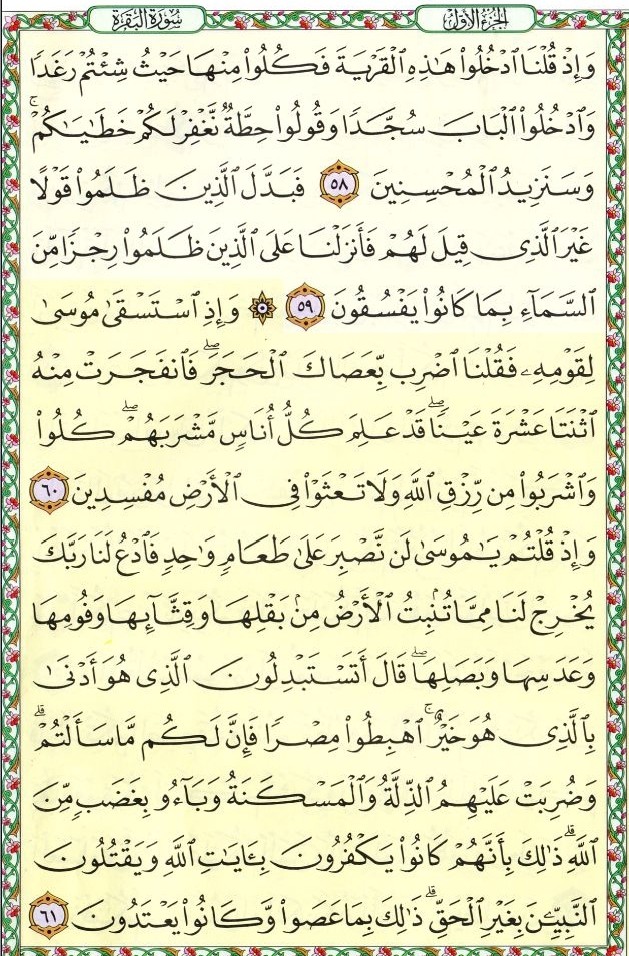 الجزء الأول سورة البقرة
وَإِذۡ قُلۡنَا ٱدۡخُلُواْ هَٰذِهِ ٱلۡقَرۡيَةَ فَكُلُواْ مِنۡهَا حَيۡثُ شِئۡتُمۡ رَغَدٗا
وَٱدۡخُلُواْ ٱلۡبَابَ سُجَّدٗا وَقُولُواْ حِطَّةٞ نَّغۡفِرۡ لَكُمۡ خَطَٰيَٰكُمۡۚ
وَسَنَزِيدُ ٱلۡمُحۡسِنِينَ ٥٨ فَبَدَّلَ ٱلَّذِينَ ظَلَمُواْ قَوۡلًا
غَيۡرَ ٱلَّذِي قِيلَ لَهُمۡ فَأَنزَلۡنَا عَلَى ٱلَّذِينَ ظَلَمُواْ رِجۡزٗا مِّنَ
ٱلسَّمَآءِ بِمَا كَانُواْ يَفۡسُقُونَ ٥٩ ۞ وَإِذِ ٱسۡتَسۡقَىٰ مُوسَىٰ
لِقَوۡمِهِۦ فَقُلۡنَا ٱضۡرِب بِّعَصَاكَ ٱلۡحَجَرَۖ فَٱنفَجَرَتۡ مِنۡهُ
ٱثۡنَتَا عَشۡرَةَ عَيۡنٗاۖ قَدۡ عَلِمَ كُلُّ أُنَاسٖ مَّشۡرَبَهُمۡۖ كُلُواْ
وَٱشۡرَبُواْ مِن رِّزۡقِ ٱللَّهِ وَلَا تَعۡثَوۡاْ فِي ٱلۡأَرۡضِ مُفۡسِدِينَ ٦٠
وَإِذۡ قُلۡتُمۡ يَٰمُوسَىٰ لَن نَّصۡبِرَ عَلَىٰ طَعَامٖ وَٰحِدٖ فَٱدۡعُ لَنَا رَبَّكَ
يُخۡرِجۡ لَنَا مِمَّا تُنۢبِتُ ٱلۡأَرۡضُ مِنۢ بَقۡلِهَا وَقِثَّآئِهَا وَفُومِهَا
وَعَدَسِهَا وَبَصَلِهَاۖ قَالَ أَتَسۡتَبۡدِلُونَ ٱلَّذِي هُوَ أَدۡنَىٰ
بِٱلَّذِي هُوَ خَيۡرٌۚ ٱهۡبِطُواْ مِصۡرٗا فَإِنَّ لَكُم مَّا سَأَلۡتُمۡۗ
وَضُرِبَتۡ عَلَيۡهِمُ ٱلذِّلَّةُ وَٱلۡمَسۡكَنَةُ وَبَآءُو بِغَضَبٖ مِّنَ
ٱللَّهِۗ ذَٰلِكَ بِأَنَّهُمۡ كَانُواْ يَكۡفُرُونَ بِـَٔايَٰتِ ٱللَّهِ وَيَقۡتُلُونَ
ٱلنَّبِيِّـۧنَ بِغَيۡرِ ٱلۡحَقِّۗ ذَٰلِكَ بِمَا عَصَواْ وَّكَانُواْ يَعۡتَدُونَ ٦١